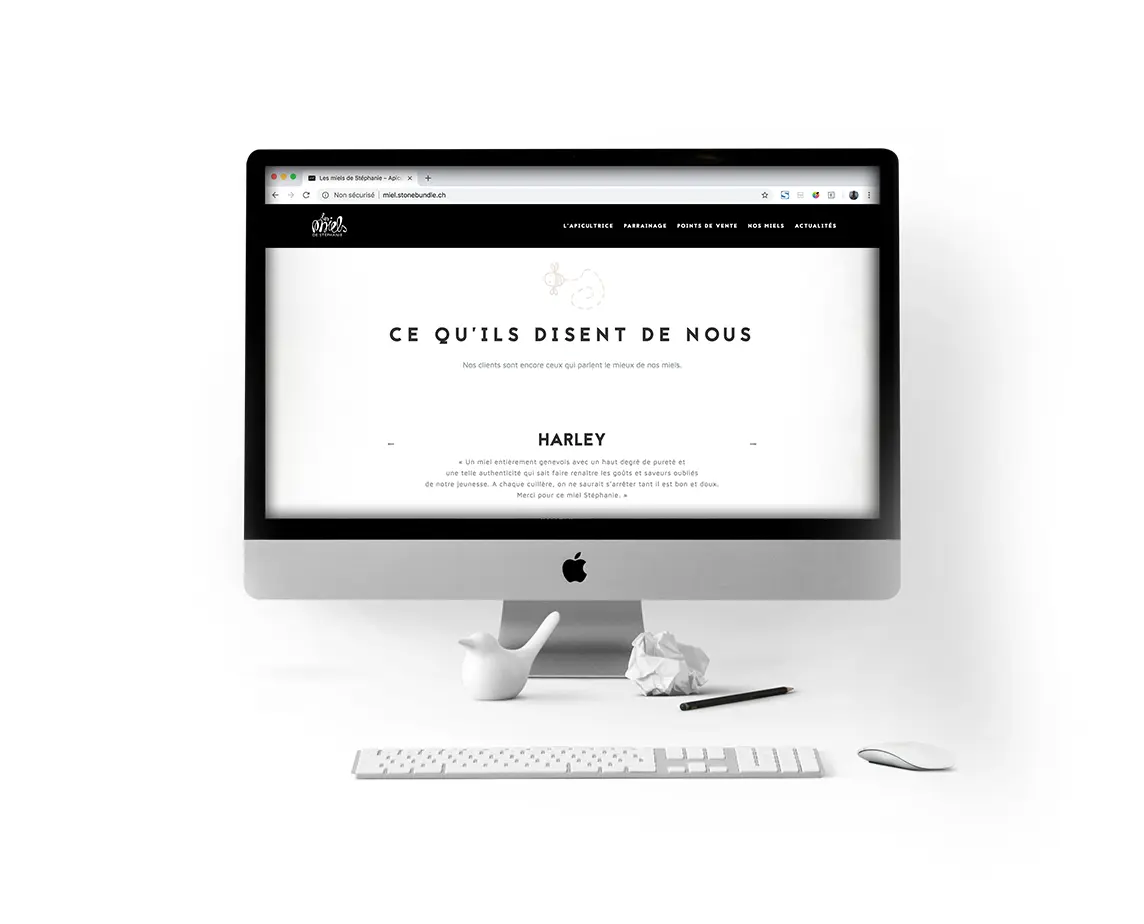 Les miels de Stéphanie – Apic
Non sécurisé | miel.stonebundle.ch
Les miels
DE STÉPHANIE
L'APICULTRICE PARRAINAGE POINTS DE VENTE NOS MIELS ACTUALITÉS
CE QU'ILS DISENT DE NOUS
Nos clients sont encore ceux qui parlent le mieux de nos miels.
HARLEY
« Un miel entièrement genevois avec un haut degré de pureté et
une telle authenticité qui sait faire renaître les goûts et saveurs oubliés
de notre jeunesse. A chaque cuillère, on ne saurait s'arrêter tant il est bon et doux.
Merci pour ce miel Stéphanie. »